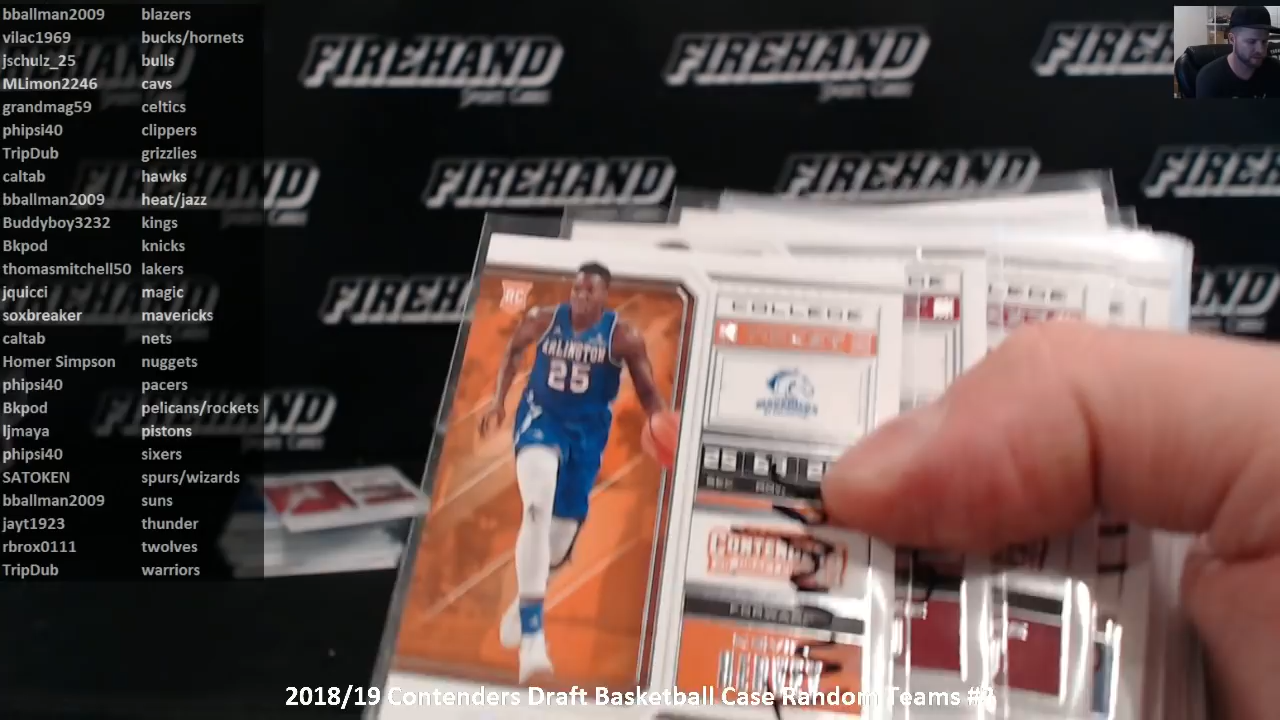 bballman2009 blazers
vilac1969 bucks/hornets
jschulz_25 bulls
MLimon2246 cavs
grandmag59 celtics
phipsi40 clippers
TripDub grizzlies
caltab hawks
bballman2009 heat/jazz
Buddyboy3232 kings
Bkpod knicks
thomasmitchell50 lakers
jquicci magic
soxbreaker mavericks
caltab nets
Homer Simpson nuggets
phipsi40 pacers
Bkpod pelicans/rockets
ljmaya pistons
phipsi40 sixers
SATOKEN spurs/wizards
bballman2009 suns
jayt1923 thunder
rbrox0111 twolves
TripDub warriors
FIREHAND FIREHAND
FIREHAND FIREHAND
FIREHAND
RC
COLLEGE
TICKET
ARLINGTON
25
2018/19 Contenders Draft Basketball Case Random Teams